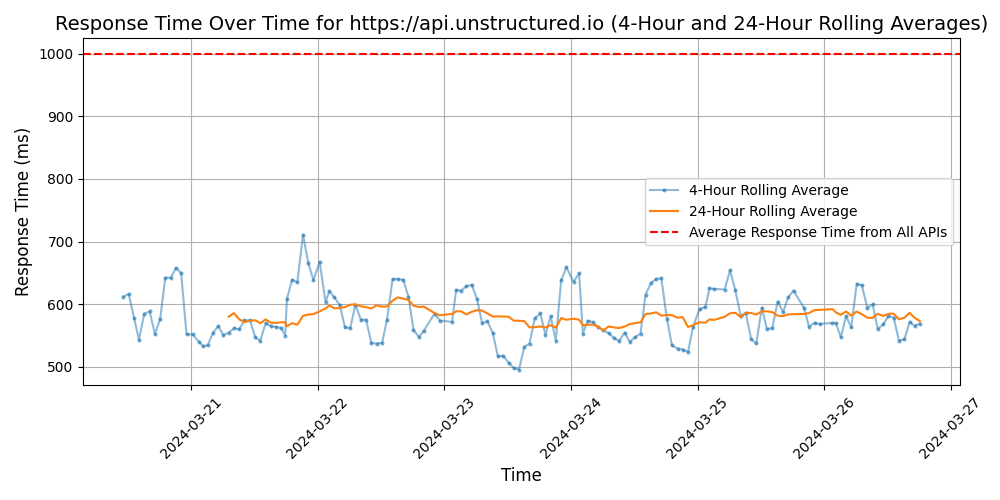 Response Time Over Time for https://api.unstructured.io (4-Hour and 24-Hour Rolling Averages)
Response Time (ms)
1000
900
800
700
600
500
4-Hour Rolling Average
24-Hour Rolling Average
Average Response Time from All APIs
2024-03-21
2024-03-22
2024-03-23
2024-03-24
2024-03-25
2024-03-26
2024-03-27
Time